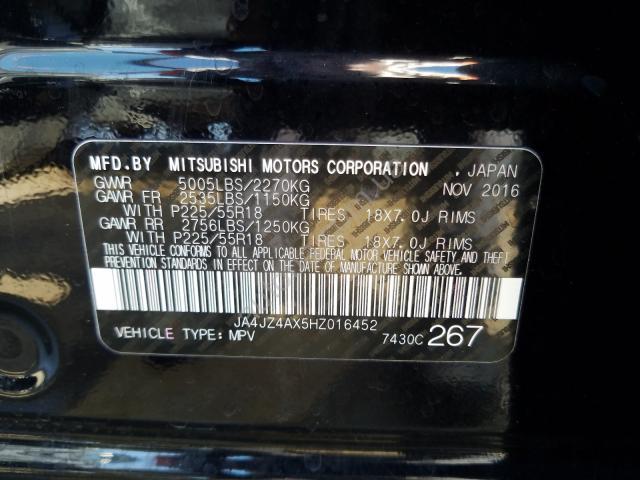 MFD.BY MITSUBISHI MOTORS CORPORATION , JAPAN
GVWR 5005LBS/2270KG NOV 2016
GAWR FR 2535LBS/1150KG
WITH P225/55R18 TIRES 18X7.0J RIMS
GAWR RR 2756LBS/1250KG
WITH P225/55R18 TIRES 18X7.0J RIMS
THIS VEHICLE CONFORMS TO ALL APPLICABLE FEDERAL MOTOR VEHICLE SAFETY AND THEFT
PREVENTION STANDARDS IN EFFECT ON THE DATE OF MANUFACTURE SHOWN ABOVE.
JA4JZ4AX5HZ016452
VEHICLE TYPE: MPV 7430C 267